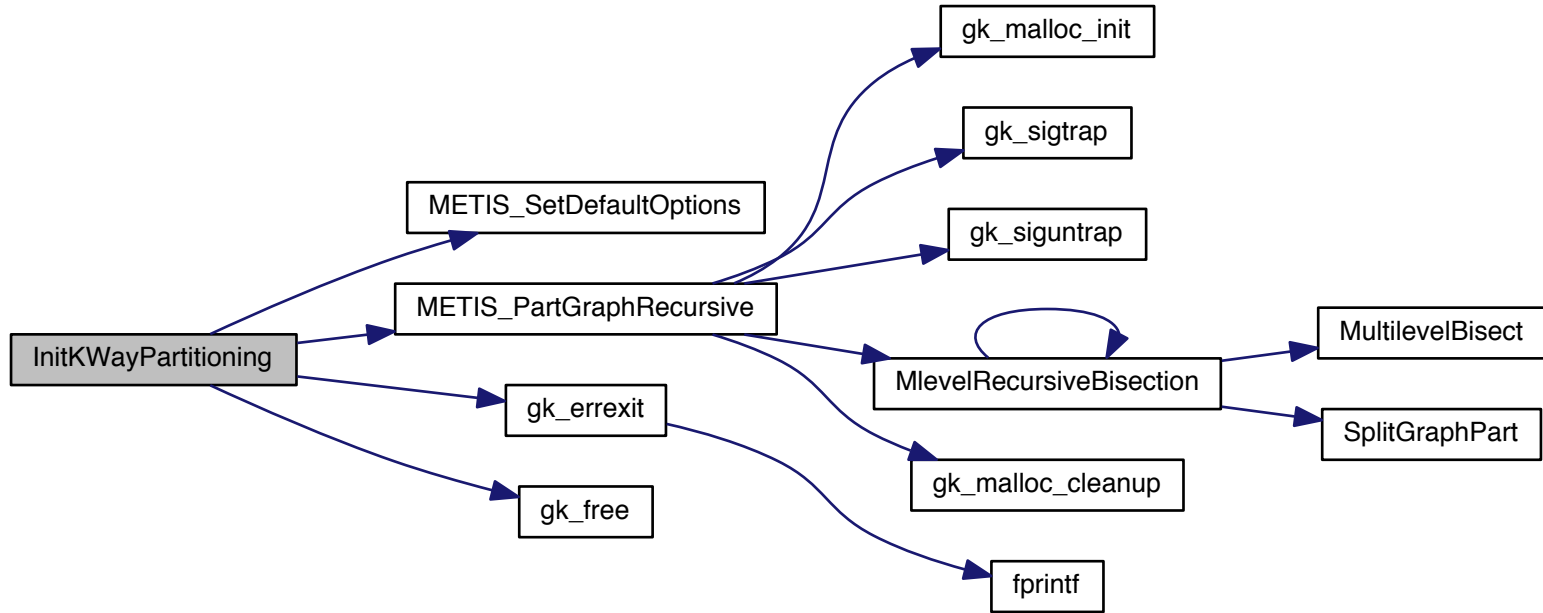 InitKWayPartitioning
METIS_SetDefaultOptions
METIS_PartGraphRecursive
gk_errexit
gk_free
gk_malloc_init
gk_sigtrap
gk_siguntrap
MlevelRecursiveBisection
gk_malloc_cleanup
fprintf
MultilevelBisect
SplitGraphPart